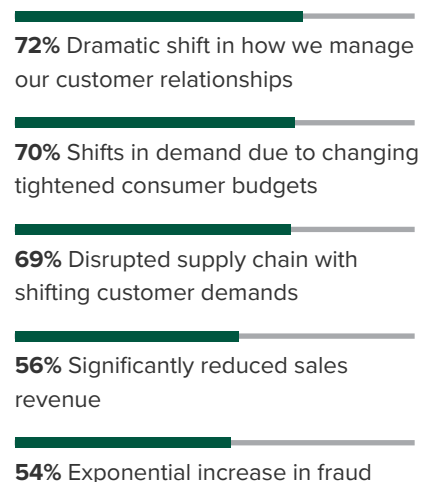 72% Dramatic shift in how we manage
our customer relationships
70% Shifts in demand due to changing
tightened consumer budgets
69% Disrupted supply chain with
shifting customer demands
56% Significantly reduced sales
revenue
54% Exponential increase in fraud